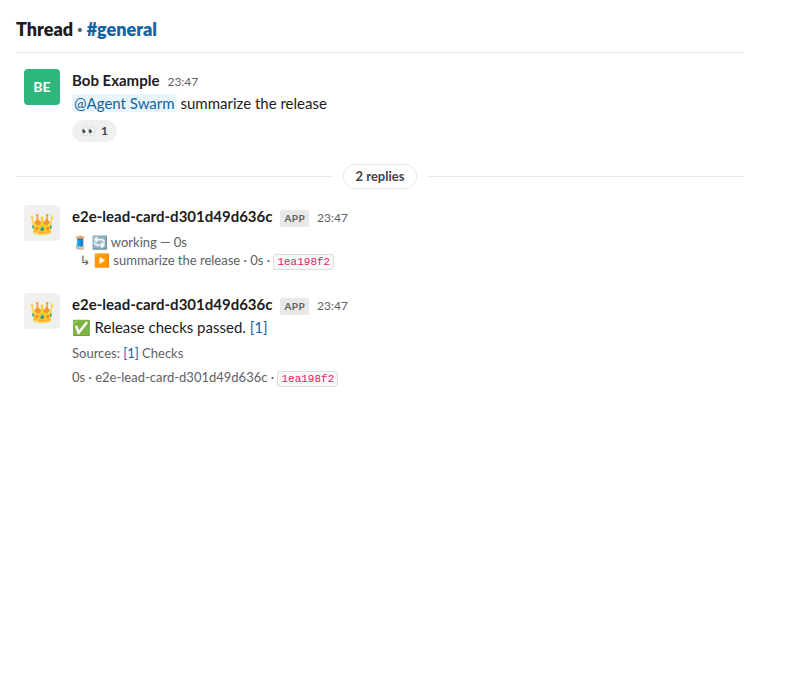 Thread • #general
BE
Bob Example 23:47
@Agent Swarm summarize the release
👀 1
2 replies
e2e-lead-card-d301d49d636c APP 23:47
🧵 🔄 working — 0s
↳ ▶️ summarize the release · 0s · 1ea198f2
e2e-lead-card-d301d49d636c APP 23:47
✅ Release checks passed. [1]
Sources: [1] Checks
0s · e2e-lead-card-d301d49d636c · 1ea198f2